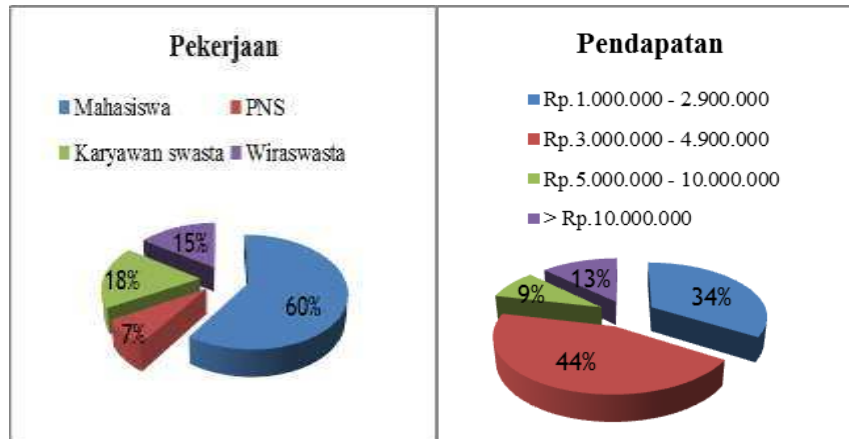 Pekerjaan
Mahasiswa PNS
Karyawan swasta Wiraswasta
15%
18%
60%
7%
Pendapatan
Rp.1.000.000 - 2.900.000
Rp.3.000.000 - 4.900.000
Rp.5.000.000 - 10.000.000
> Rp.10.000.000
13%
9%
34%
44%